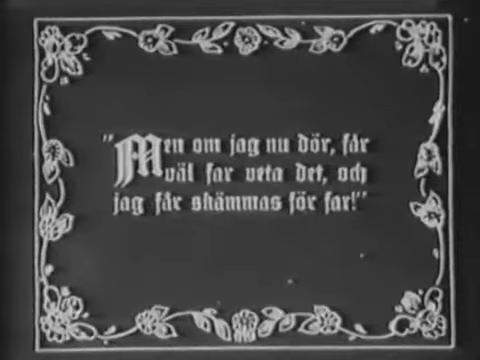 "Men om jag nu dör, får
väl far veta det, och
jag får skämmas för far!"